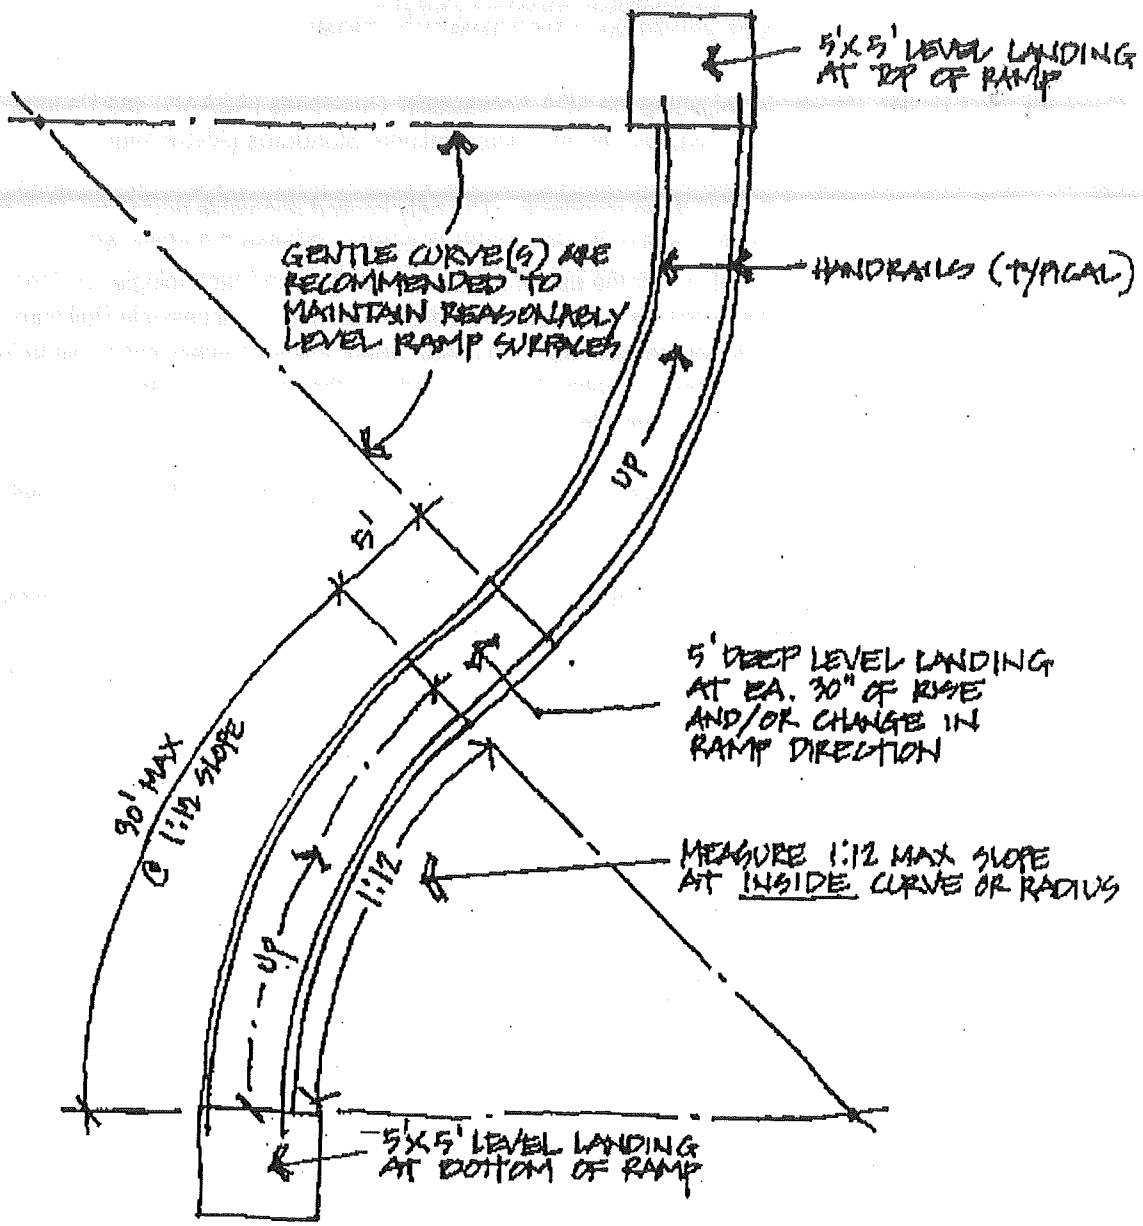 5'X 5' LEVEL LANDING
AT TOP OF RAMP
GENTLE CURVE(S) ARE
RECOMMENDED TO
MAINTAIN REASONABLY
LEVEL RAMP SURFACES
HANDRAILS (TYPICAL)
UP
5'
5' DEEP LEVEL LANDING
AT EA. 30" OF RISE
AND/OR CHANGE IN
RAMP DIRECTION
30' MAX
@ 1:12 SLOPE
1:12
MEASURE 1:12 MAX SLOPE
AT INSIDE CURVE OR RADIUS
UP
5'X 5' LEVEL LANDING
AT BOTTOM OF RAMP